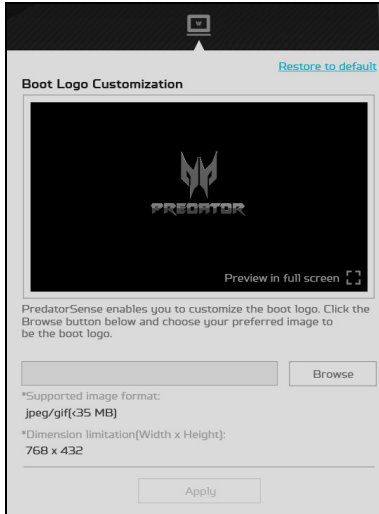 Restore to default
Boot Logo Customization
PREDATOR
Preview in full screen
PredatorSense enables you to customize the boot logo. Click the
Browse button below and choose your preferred image to
be the boot logo.
Browse
*Supported image format:
jpeg/gif(<35 MB)
*Dimension limitation(Width x Height):
768 x 432
Apply